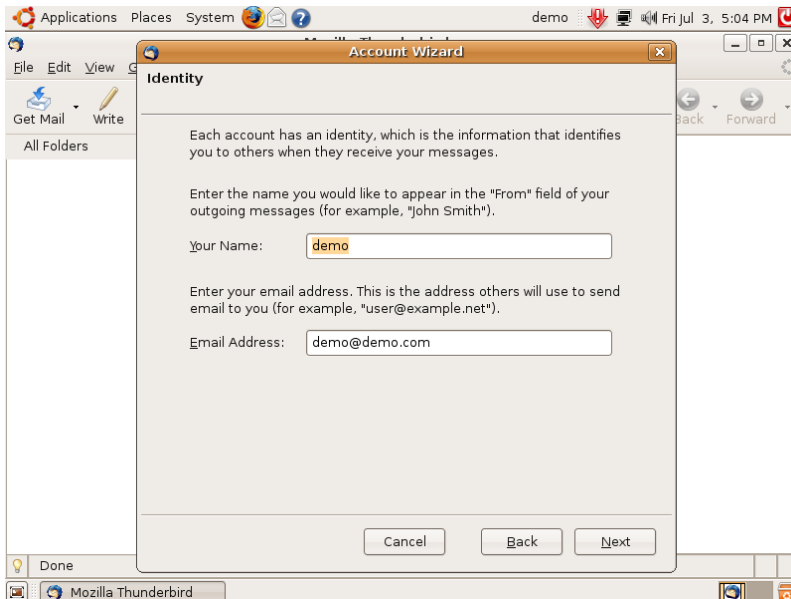 Applications Places System demo Fri Jul 3, 5:04 PM
Account Wizard
File Edit View
Identity
Get Mail Write Back Forward
All Folders
Each account has an identity, which is the information that identifies
you to others when they receive your messages.
Enter the name you would like to appear in the "From" field of your
outgoing messages (for example, "John Smith").
Your Name: demo
Enter your email address. This is the address others will use to send
email to you (for example, "user@example.net").
Email Address: demo@demo.com
Cancel Back Next
Done
Mozilla Thunderbird